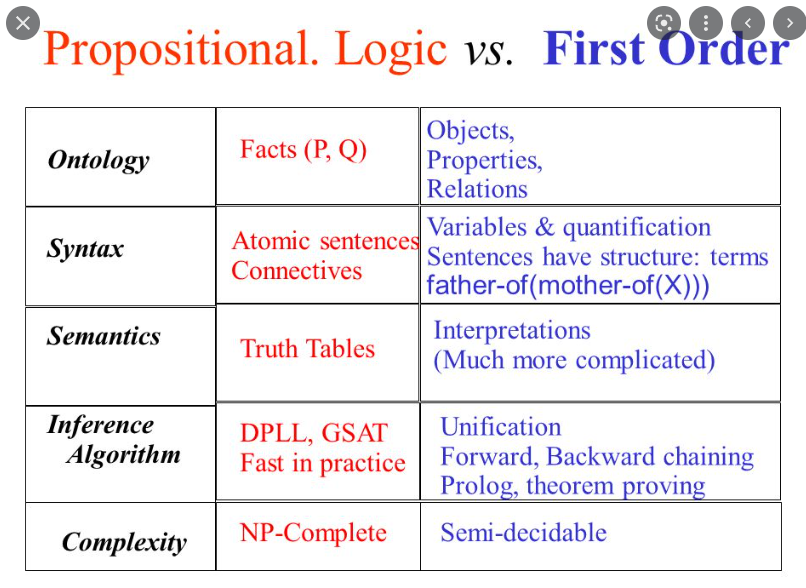 Propositional. Logic vs. First Order
Ontology
Facts (P, Q)
Objects,
Properties,
Relations
Syntax
Atomic sentences
Connectives
Variables & quantification
Sentences have structure: terms
father-of(mother-of(X)))
Semantics
Truth Tables
Interpretations
(Much more complicated)
Inference
Algorithm
DPLL, GSAT
Fast in practice
Unification
Forward, Backward chaining
Prolog, theorem proving
Complexity
NP-Complete
Semi-decidable